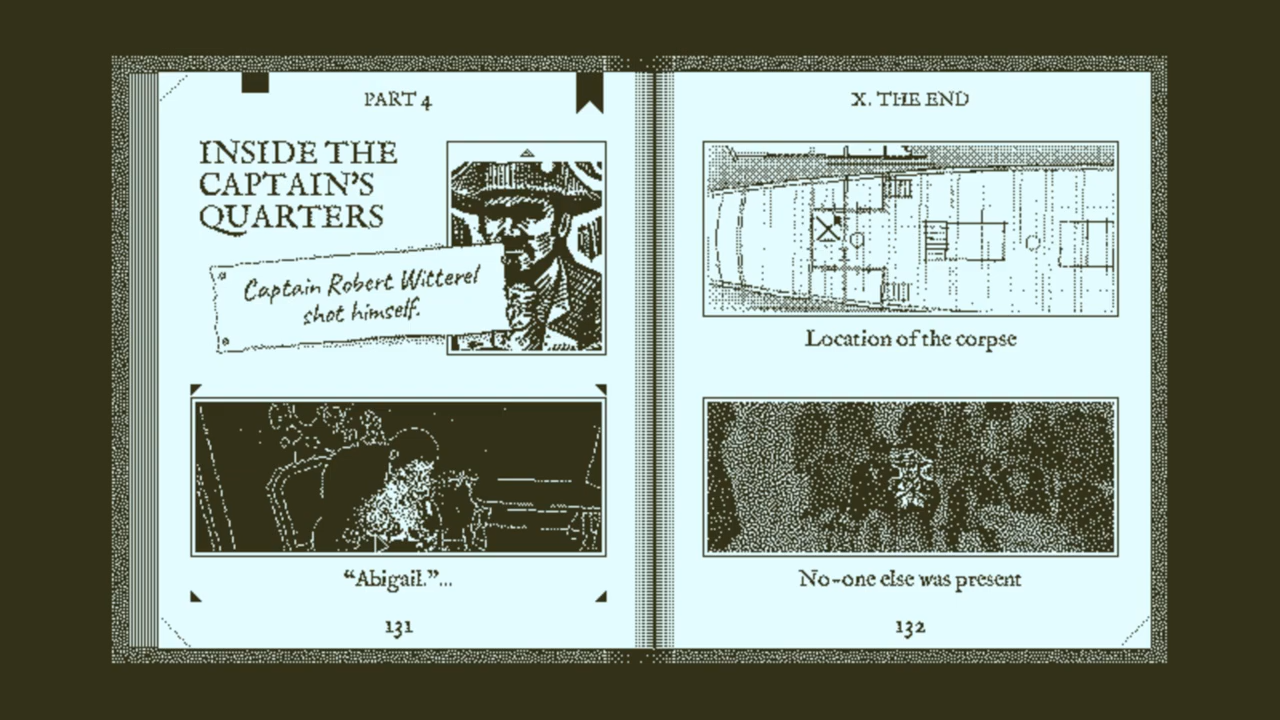 PART 4
INSIDE THE
CAPTAIN'S
QUARTERS
Captain Robert Witterel
shot himself.
"Abigail."...
131
X. THE END
Location of the corpse
No-one else was present
132